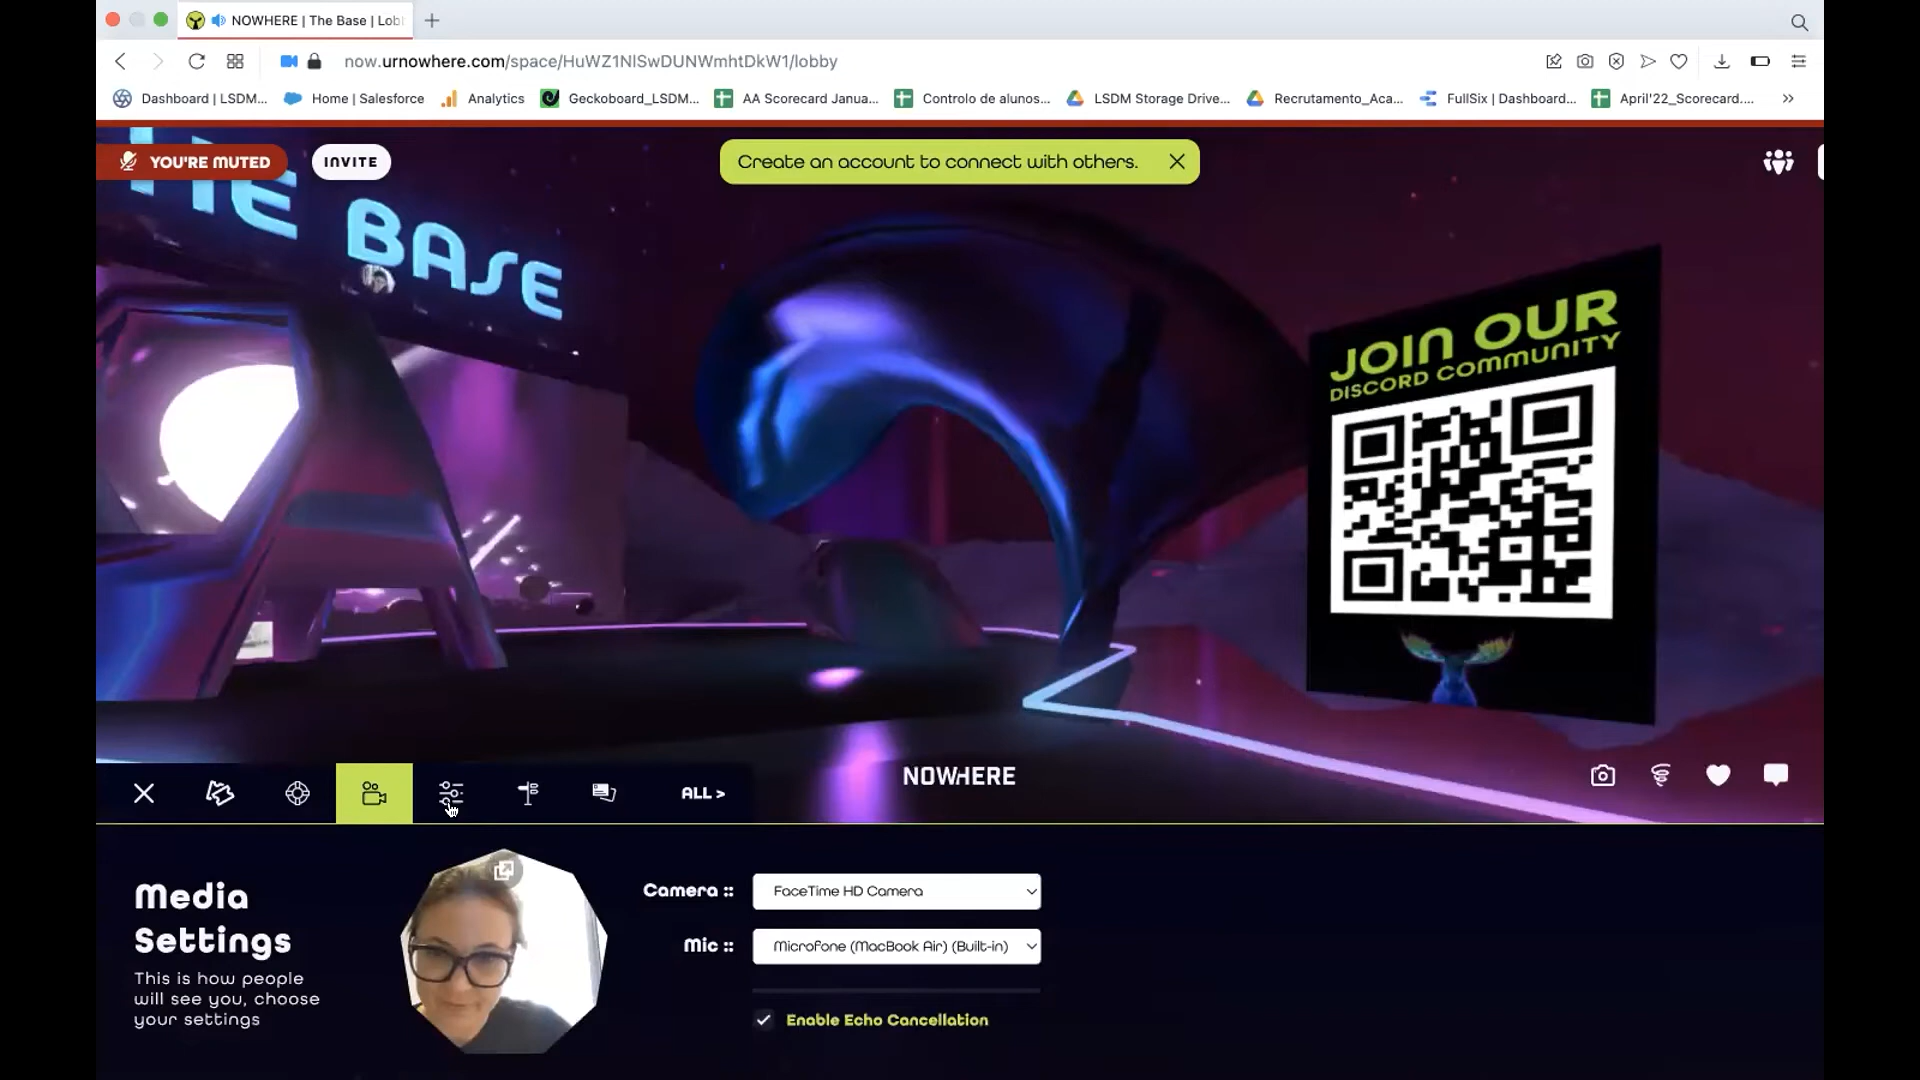 NOWHERE | The Base | Lob
now.urnowhere.com/space/HuWZ1NlSwDUNWmhtDkW1/lobby
Dashboard | LSDM... Home | Salesforce Analytics Geckoboard_LSDM... AA Scorecard Janua... Controlo de alunos... LSDM Storage Drive... Recrutamento_Aca... FullSix | Dashboard... April'22_Scorecard....
YOU'RE MUTED
INVITE
Create an account to connect with others.
THE BASE
JOIN OUR
DISCORD COMMUNITY
NOWHERE
ALL >
Media
Settings
This is how people
will see you, choose
your settings
Camera :: FaceTime HD Camera
Mic :: Microfone (MacBook Air) (Built-in)
Enable Echo Cancellation